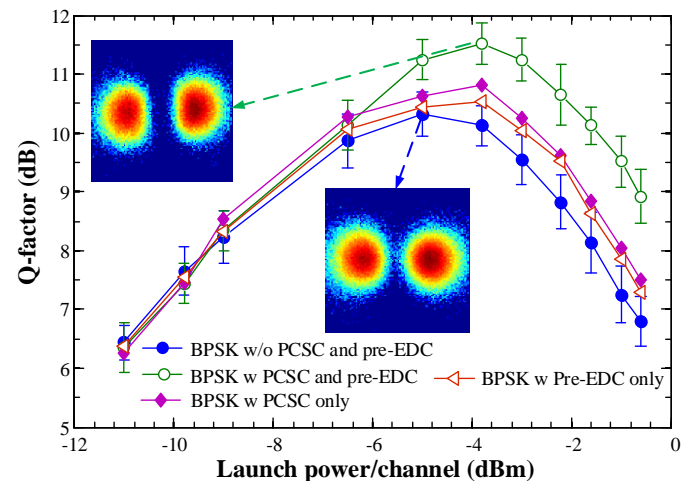 12
11
10
9
8
7
6
5
Q-factor (dB)
BPSK w/o PCSC and pre-EDC
BPSK w PCSC and pre-EDC
BPSK w Pre-EDC only
BPSK w PCSC only
-12 -10 -8 -6 -4 -2 0
Launch power/channel (dBm)